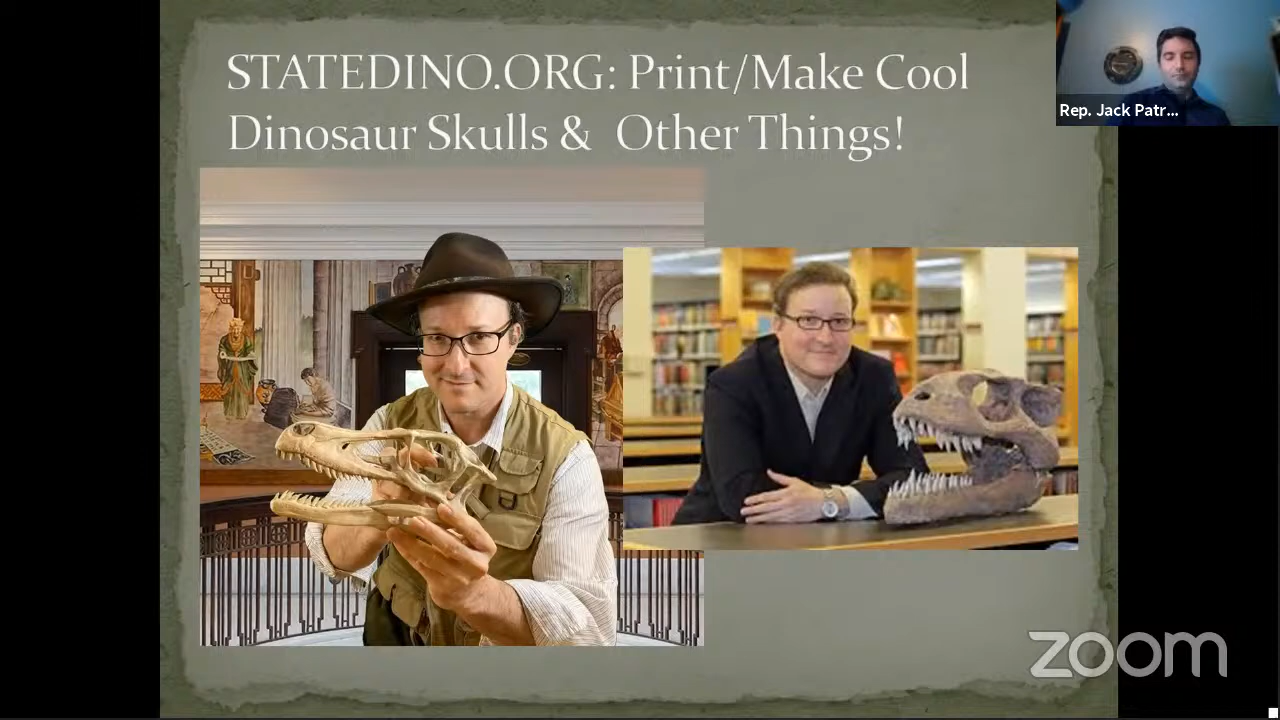 STATEDINO.ORG: Print/Make Cool
Dinosaur Skulls & Other Things!
Rep. Jack Patr...
zoom